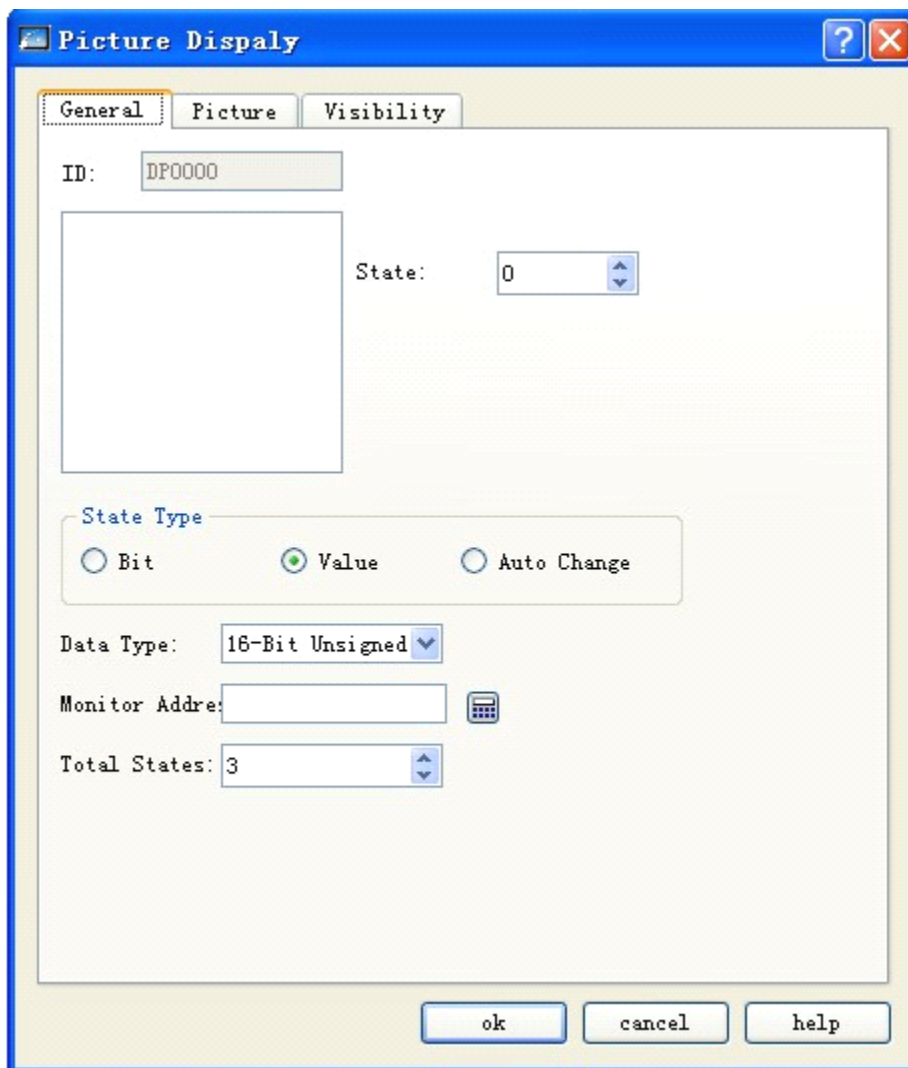 Picture Dispaly
General Picture Visibility
ID: DP0000
State: 0
State Type
Bit Value Auto Change
Data Type: 16-Bit Unsigned
Monitor Addre
Total States: 3
ok cancel help